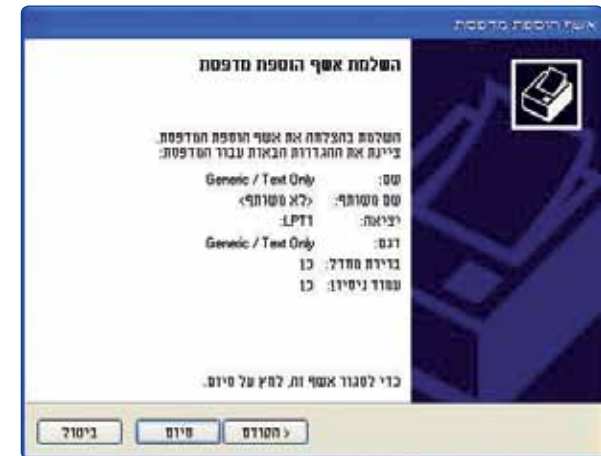 אשף הוספת מדפסת
השלמת אשף הוספת מדפסת
השלמת בהצלחה את אשף הוספת המדפסת.
ציינת את ההגדרות הבאות עבור המדפסת:
שם: Generic / Text Only
שם משותף: <לא משותף>
יציאה: LPT1:
דגם: Generic / Text Only
ברירת מחדל: כן
עמוד ניסיון: כן
כדי לסגור אשף זה, לחץ על סיום.
< הקודם
סיום
ביטול